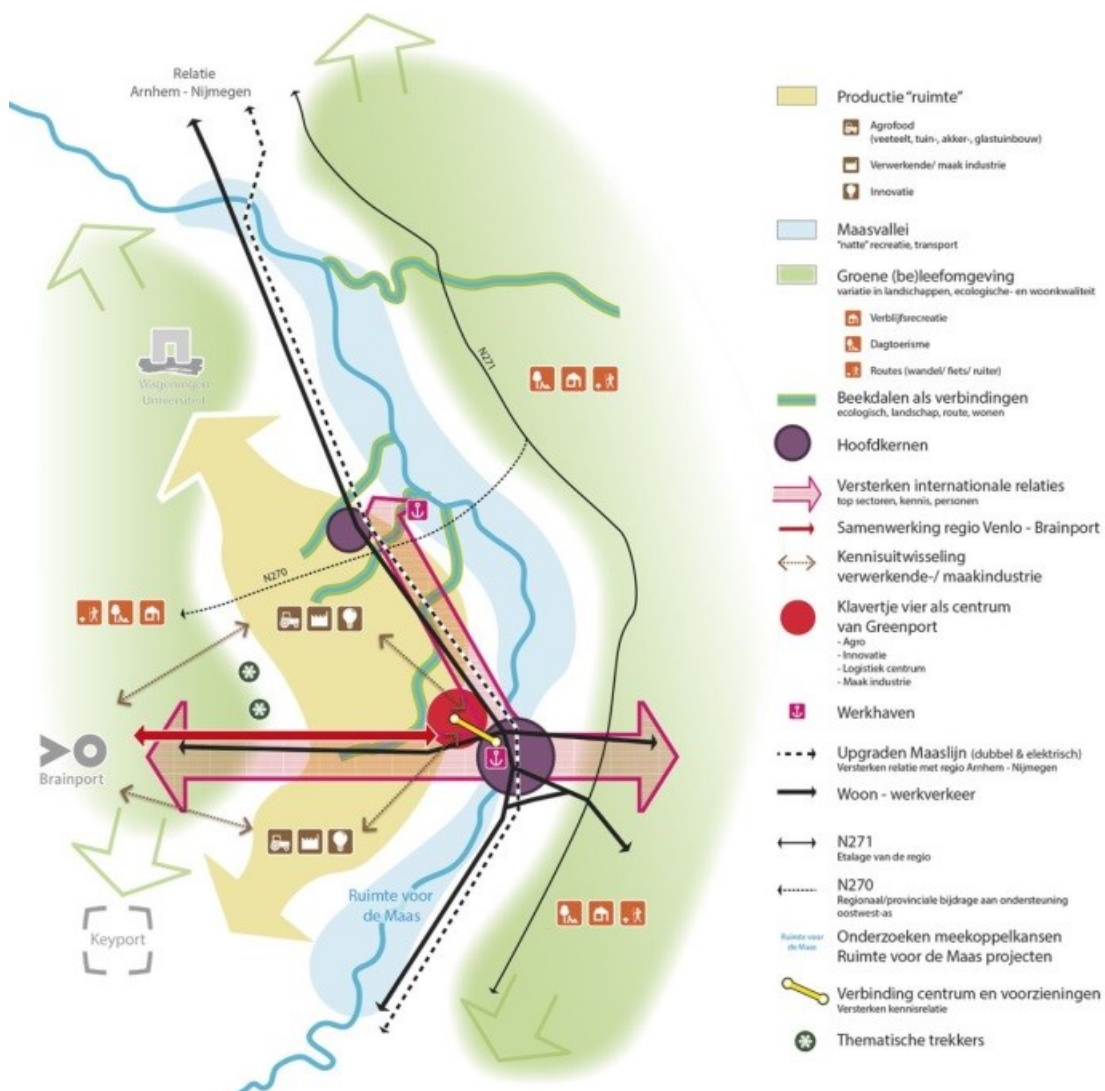 Relatie
Arnhem - Nijmegen
Wageningen
Universiteit
N271
N270
Brainport
Keyport
Ruimte voor
de Maas
Productie "ruimte"
Agrofood
(veeteelt, tuin-, akker-, glastuinbouw)
Verwerkende/ maak industrie
Innovatie
Maasvallei
"natte" recreatie, transport
Groene (be)leefomgeving
variatie in landschappen, ecologische- en woonkwaliteit
Verblijfsrecreatie
Dagtoerisme
Routes (wandel/ fiets/ ruiter)
Beekdalen als verbindingen
ecologisch, landschap, route, wonen
Hoofdkernen
Versterken internationale relaties
top sectoren, kennis, personen
Samenwerking regio Venlo - Brainport
Kennisuitwisseling
verwerkende-/ maakindustrie
Klavertje vier als centrum
van Greenport
- Agro
- Innovatie
- Logistiek centrum
- Maak industrie
Werkhaven
Upgraden Maaslijn (dubbel & elektrisch)
Versterken relatie met regio Arnhem - Nijmegen
Woon - werkverkeer
N271
Etalage van de regio
N270
Regionaal/provinciale bijdrage aan ondersteuning
oostwest-as
Ruimte voor
de Maas
Onderzoeken meekoppelkansen
Ruimte voor de Maas projecten
Verbinding centrum en voorzieningen
Versterken kennisrelatie
Thematische trekkers